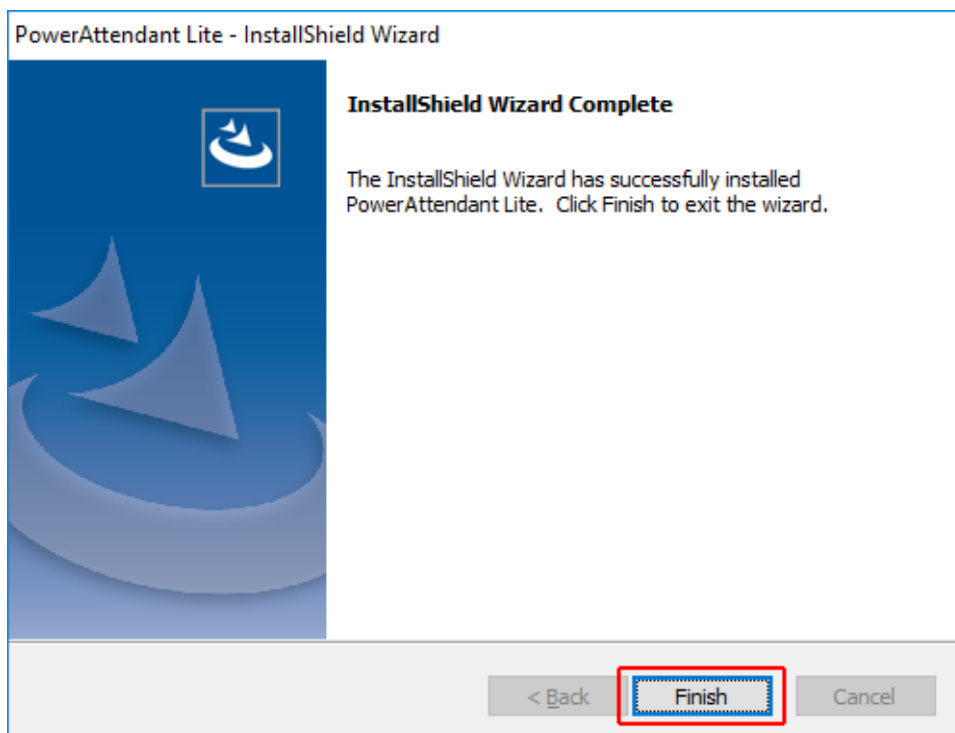 PowerAttendant Lite - InstallShield Wizard
InstallShield Wizard Complete
The InstallShield Wizard has successfully installed
PowerAttendant Lite.  Click Finish to exit the wizard.
< Back
Finish
Cancel